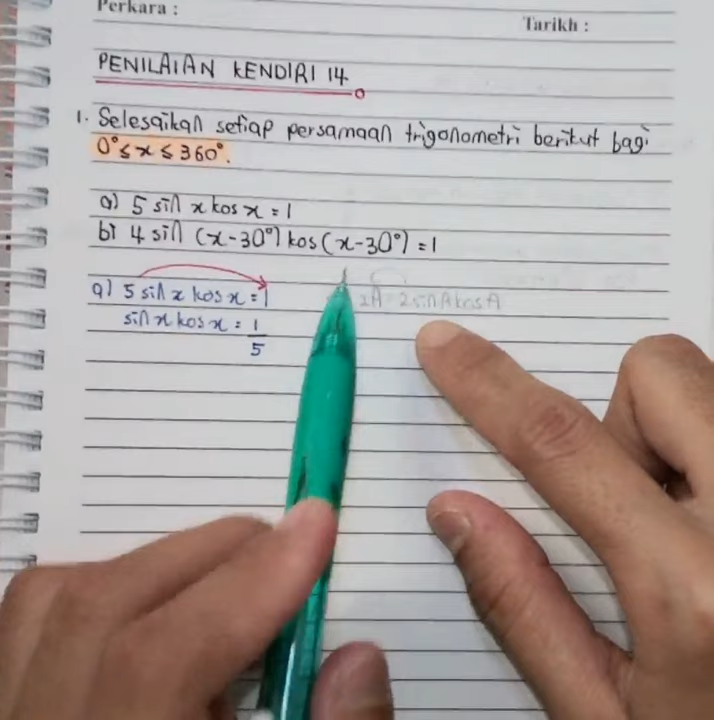 Perkara :
Tarikh :
PENILAIAN KENDIRI 14
1. Selesaikan setiap persamaan trigonometri berikut bagi
0° ≤ x ≤ 360°.
a) 5 sin x kos x = 1
b) 4 sin (x-30°) kos (x-30°) = 1
a) 5 sin x kos x = 1
2A = 2 sin A kos A
sin x kos x = 1/5